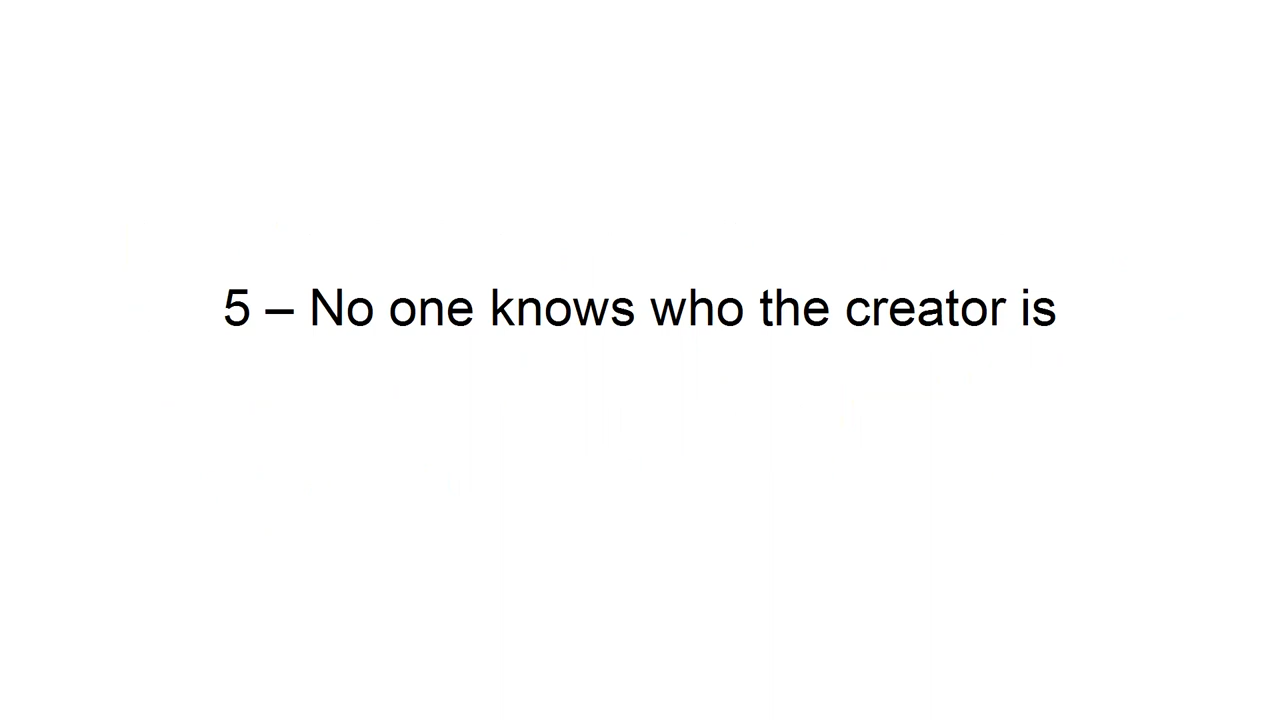 5 – No one knows who the creator is